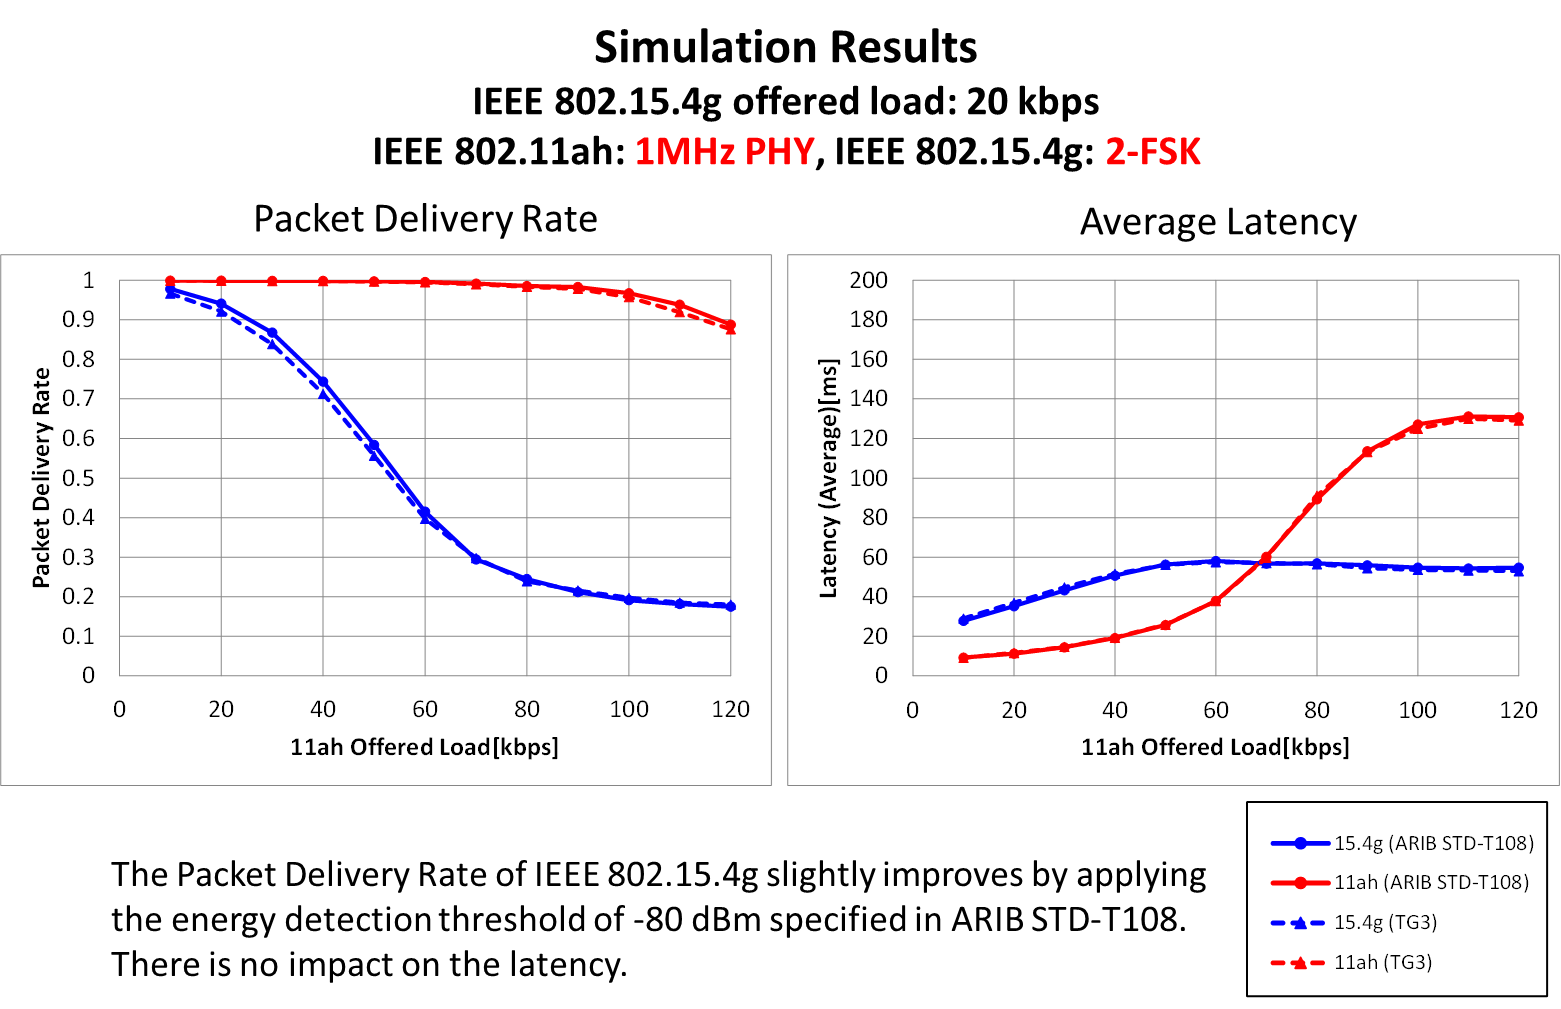 Simulation Results
IEEE 802.15.4g offered load: 20 kbps
IEEE 802.11ah: 1MHz PHY, IEEE 802.15.4g: 2-FSK
Packet Delivery Rate
Packet Delivery Rate
1
0.9
0.8
0.7
0.6
0.5
0.4
0.3
0.2
0.1
0
0 20 40 60 80 100 120
11ah Offered Load[kbps]
Average Latency
Latency (Average)[ms]
200
180
160
140
120
100
80
60
40
20
0
0 20 40 60 80 100 120
11ah Offered Load[kbps]
The Packet Delivery Rate of IEEE 802.15.4g slightly improves by applying
the energy detection threshold of -80 dBm specified in ARIB STD-T108.
There is no impact on the latency.
15.4g (ARIB STD-T108)
11ah (ARIB STD-T108)
15.4g (TG3)
11ah (TG3)